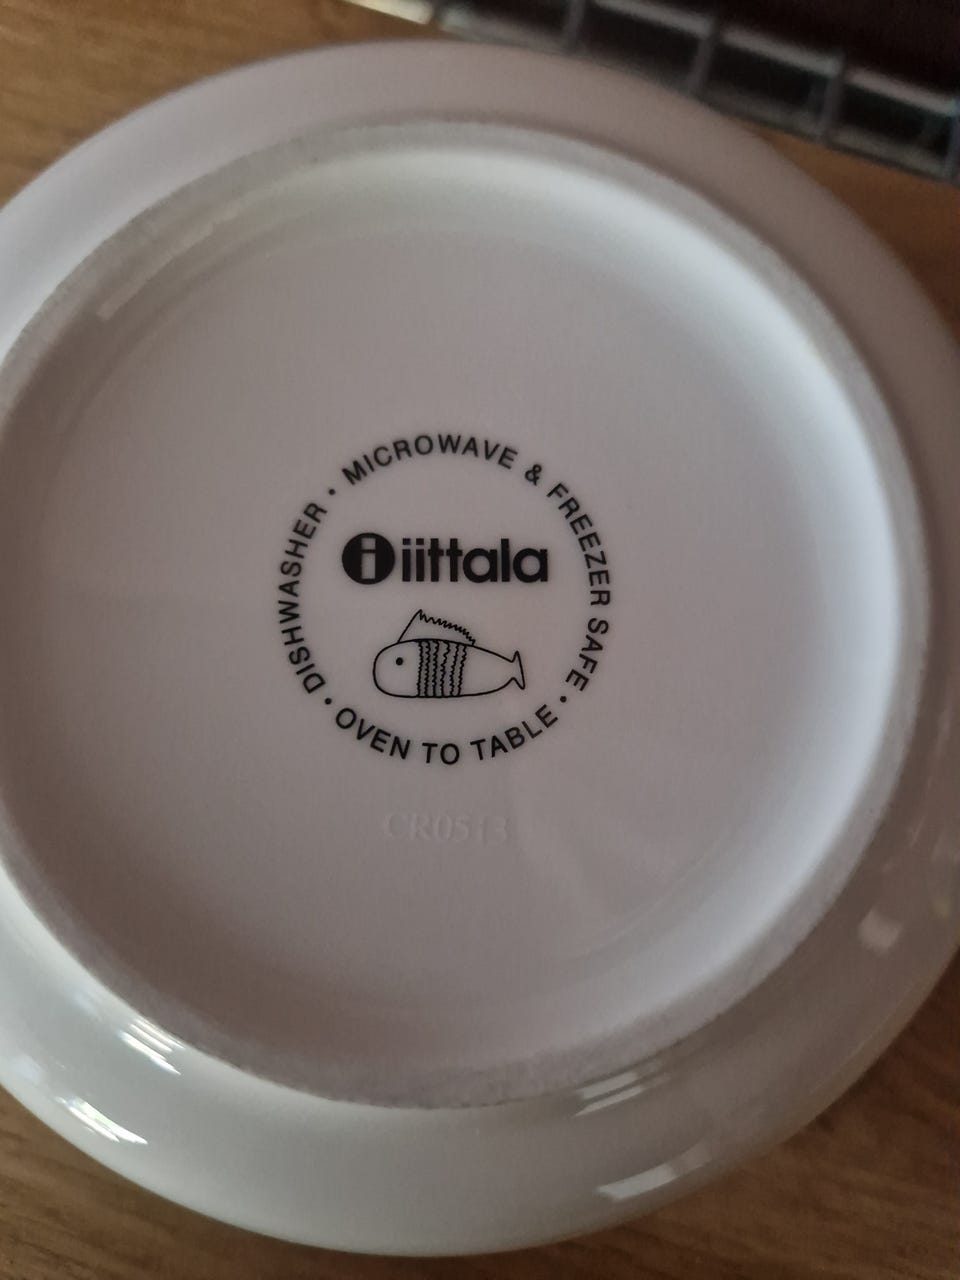 MICROWAVE & FREEZER SAFE • OVEN TO TABLE • DISHWASHER •
i iittala
CR0513